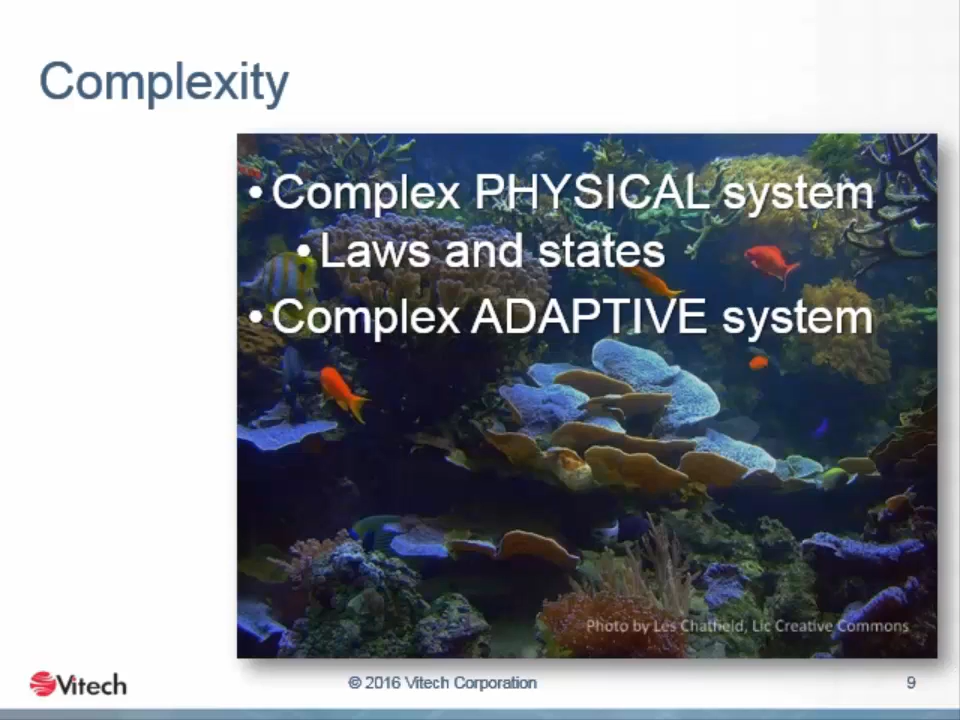 Complexity
• Complex PHYSICAL system
• Laws and states
• Complex ADAPTIVE system
Photo by Les Chatfield, Lic Creative Commons
Vitech
© 2016 Vitech Corporation
9